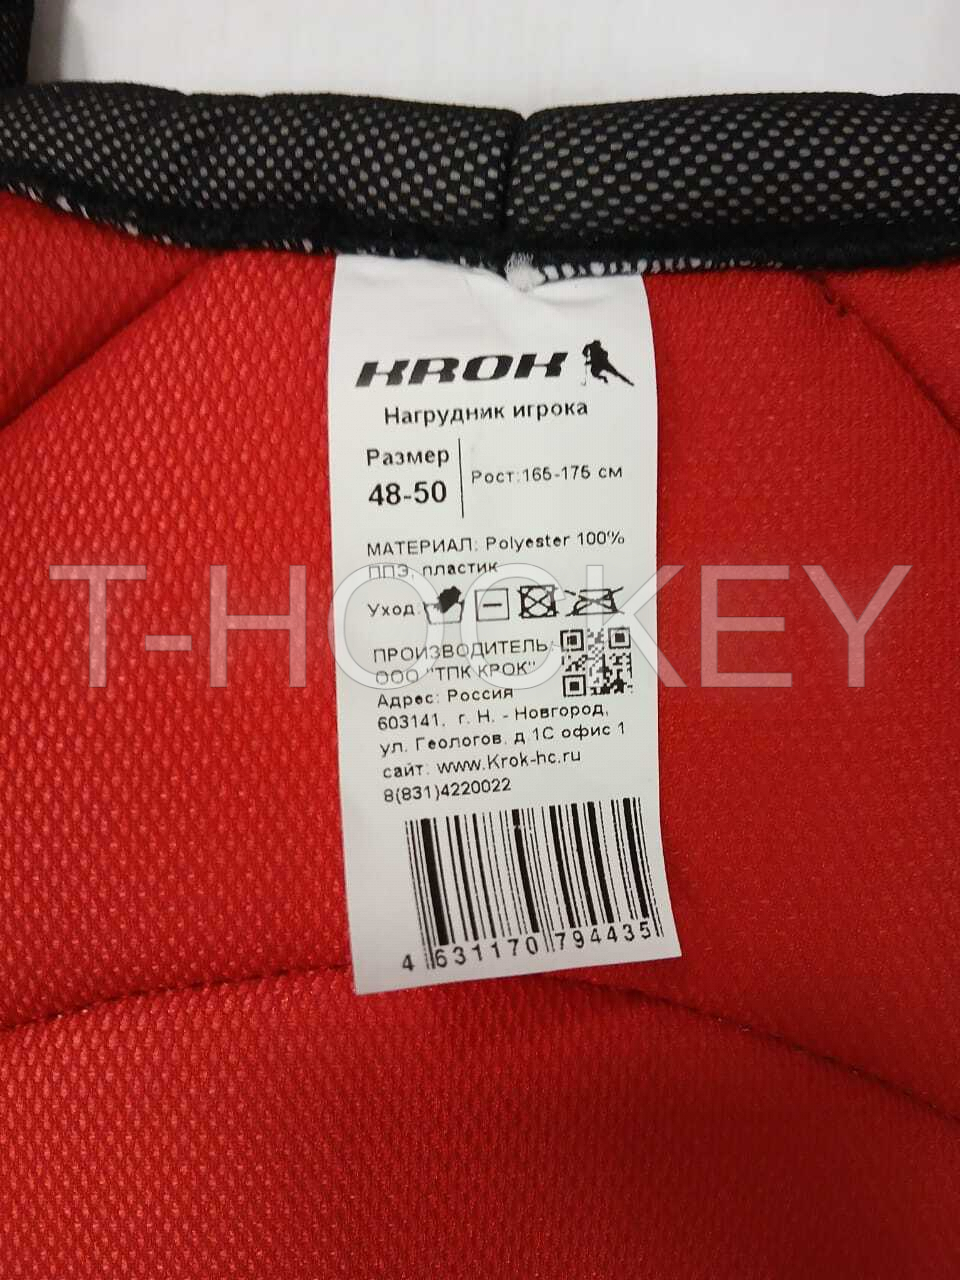 KROK
Нагрудник игрока
Размер
48-50
Рост:165-175 см
МАТЕРИАЛ: Polyester 100%
ППЭ, пластик
Уход:
ПРОИЗВОДИТЕЛЬ:
ООО "ТПК КРОК"
Адрес: Россия
603141, г. Н. - Новгород,
ул. Геологов, д.1С офис 1
сайт: www.Krok-hc.ru
8(831)4220022
4 631170 794435
T-HOCKEY